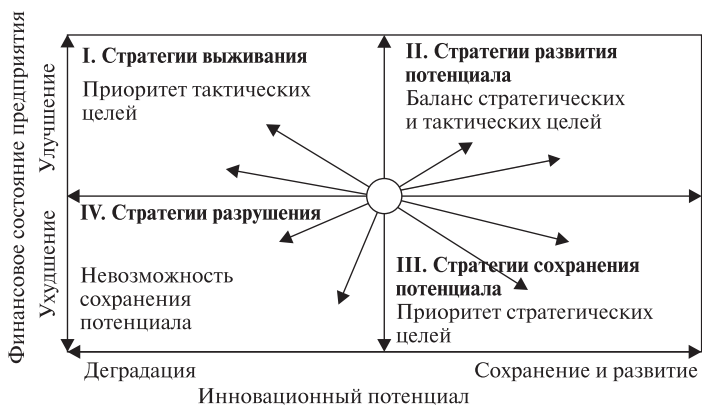 Финансовое состояние предприятия
Улучшение
Ухудшение
I. Стратегии выживания
Приоритет тактических
целей
II. Стратегии развития
потенциала
Баланс стратегических
и тактических целей
IV. Стратегии разрушения
Невозможность
сохранения
потенциала
III. Стратегии сохранения
потенциала
Приоритет стратегических
целей
Деградация
Сохранение и развитие
Инновационный потенциал